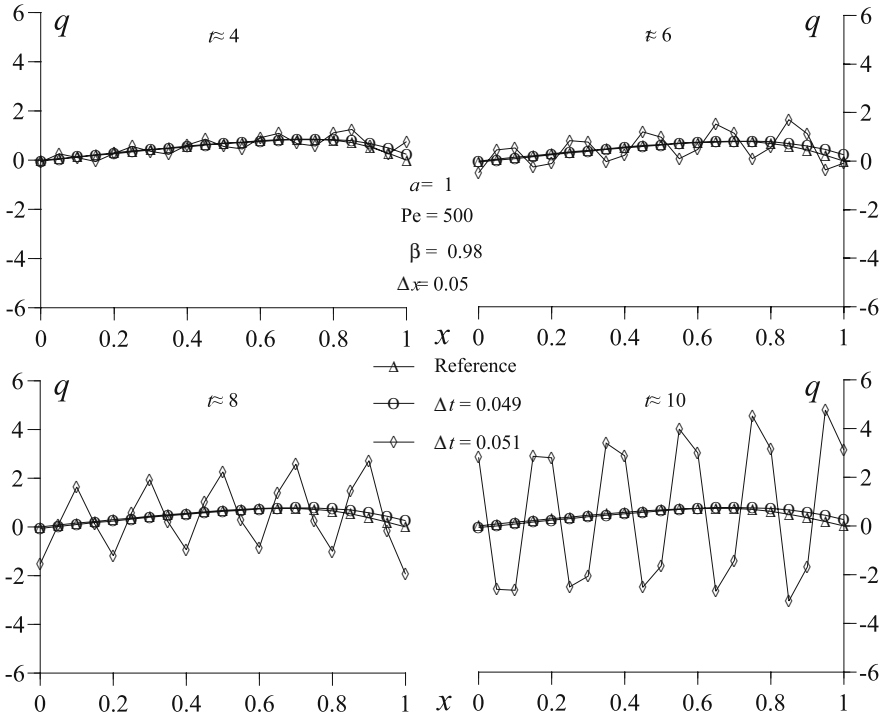 6 q t≈ 4 q 6
4 t≈ 6 4
2 2
0 0
-2 -2
-4 -4
-6 -6
0 0.2 0.4 0.6 0.8 1 x 0 0.2 0.4 0.6 0.8 1
a= 1
Pe = 500
β = 0.98
Δx= 0.05
Reference
Δt = 0.049
Δt = 0.051
6 q t≈ 8 t≈ 10 q 6
4 4
2 2
0 0
-2 -2
-4 -4
-6 -6
0 0.2 0.4 0.6 0.8 1 x 0 0.2 0.4 0.6 0.8 1